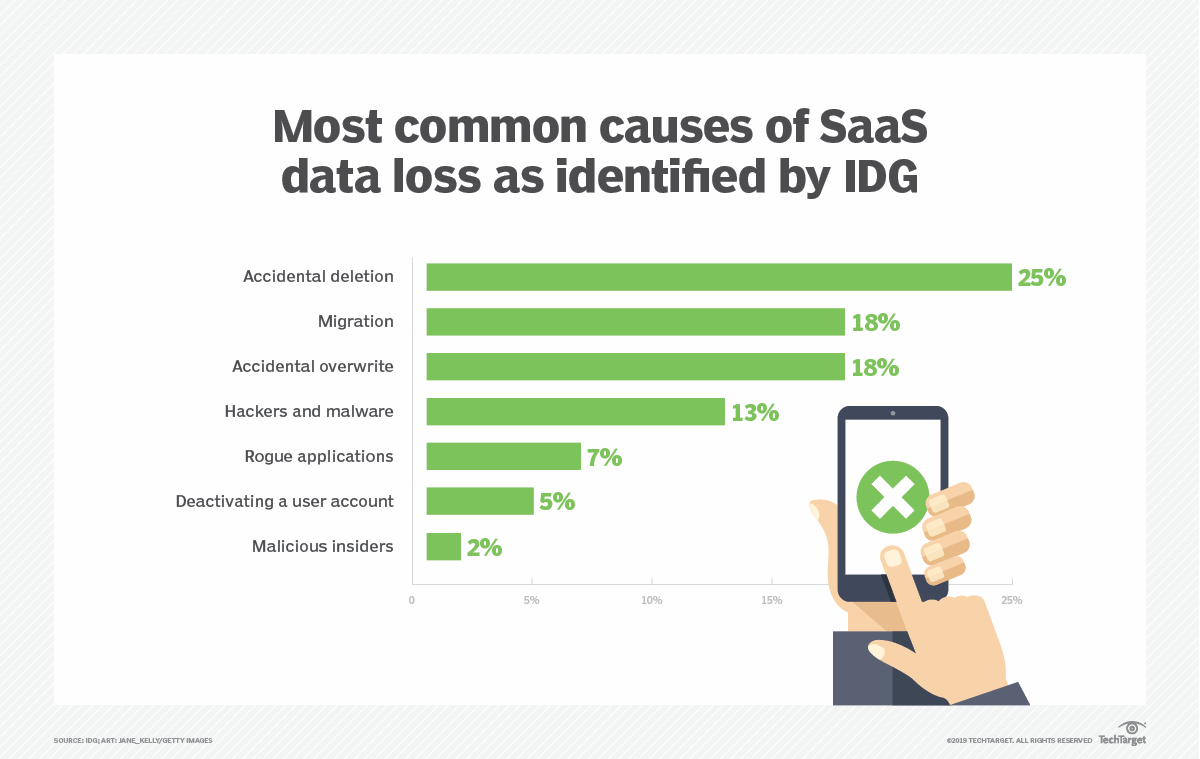 Most common causes of SaaS
data loss as identified by IDG
Accidental deletion 25%
Migration 18%
Accidental overwrite 18%
Hackers and malware 13%
Rogue applications 7%
Deactivating a user account 5%
Malicious insiders 2%
0 5% 10% 15% 25%
SOURCE: IDG; ART: JANE_KELLY/GETTY IMAGES
©2019 TECHTARGET. ALL RIGHTS RESERVED TechTarget